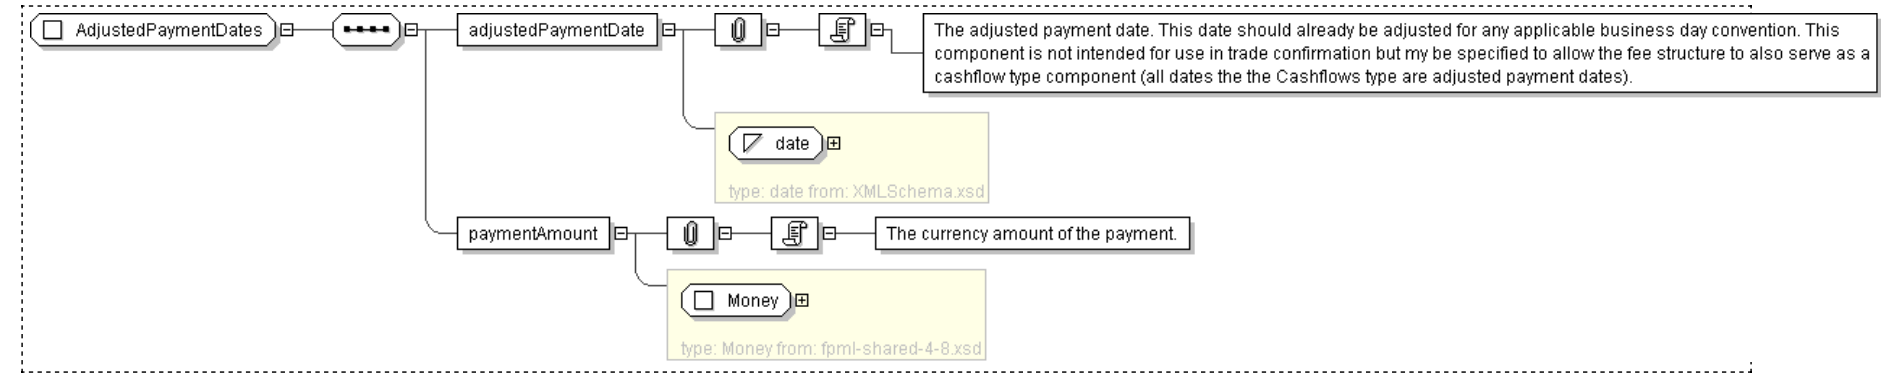 AdjustedPaymentDates
adjustedPaymentDate
The adjusted payment date. This date should already be adjusted for any applicable business day convention. This
component is not intended for use in trade confirmation but my be specified to allow the fee structure to also serve as a
cashflow type component (all dates the the Cashflows type are adjusted payment dates).
date
type: date from: XMLSchema.xsd
paymentAmount
The currency amount of the payment.
Money
type: Money from: fpml-shared-4-8.xsd